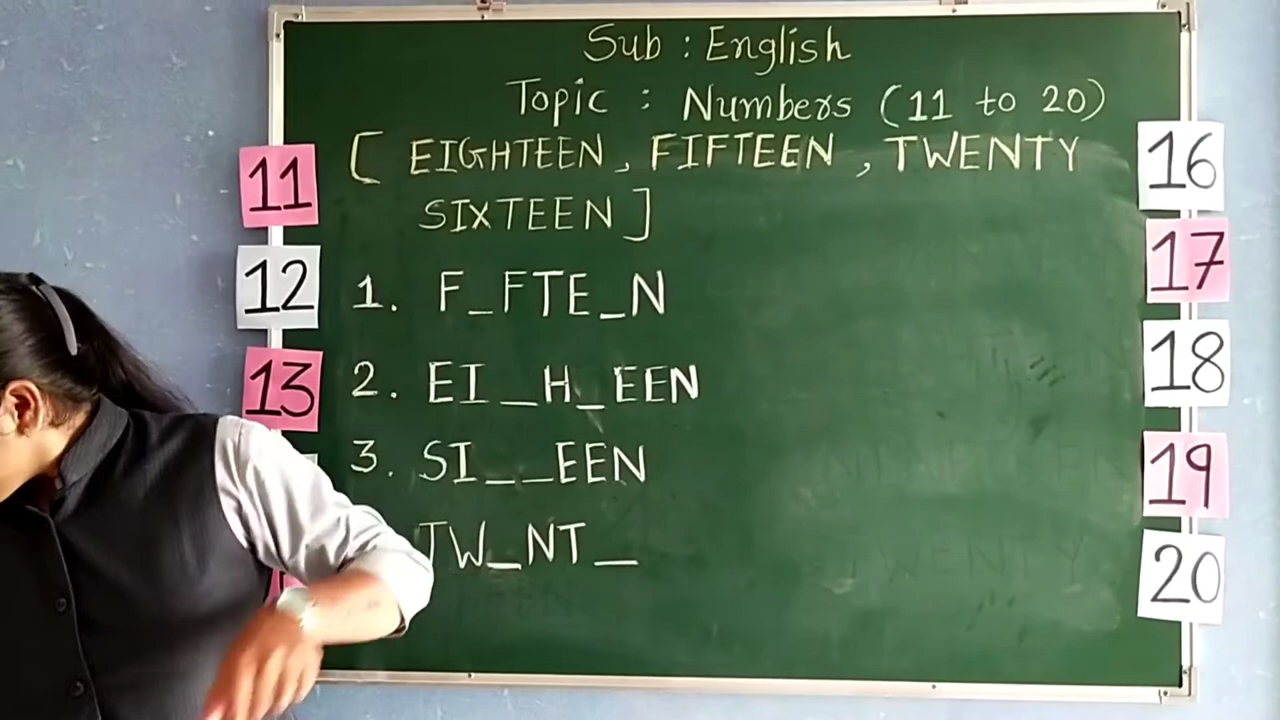 Sub : English
Topic : Numbers (11 to 20)
[ EIGHTEEN, FIFTEEN, TWENTY
SIXTEEN ]
1. F_FTE_N
2. EI_H_EEN
3. SI__EEN
TW_NT_
11
12
13
16
17
18
19
20